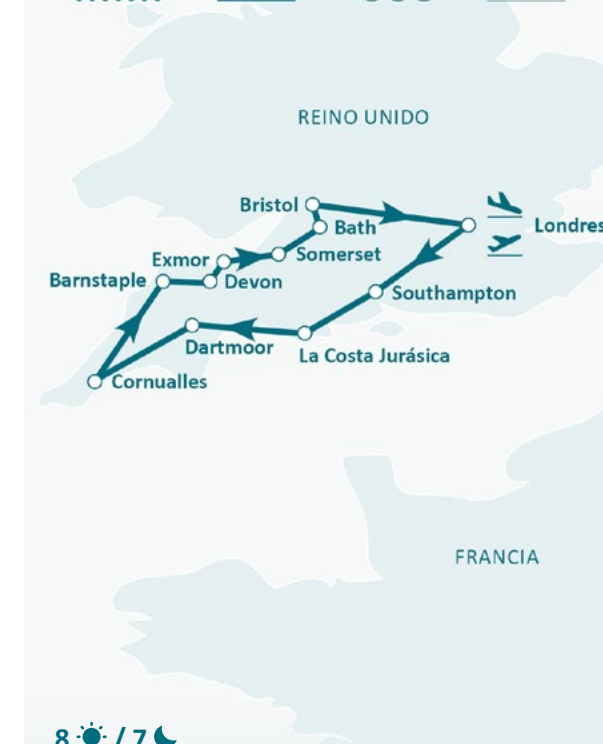 REINO UNIDO
Bristol
Bath
Londres
Exmor
Somerset
Barnstaple
Devon
Southampton
Dartmoor
La Costa Jurásica
Cornualles
FRANCIA
8 / 7